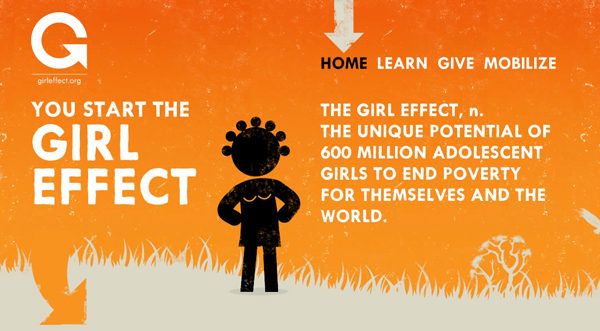 girleffect.org
HOME LEARN GIVE MOBILIZE
YOU START THE
GIRL
EFFECT
THE GIRL EFFECT, n.
THE UNIQUE POTENTIAL OF
600 MILLION ADOLESCENT
GIRLS TO END POVERTY
FOR THEMSELVES AND THE
WORLD.